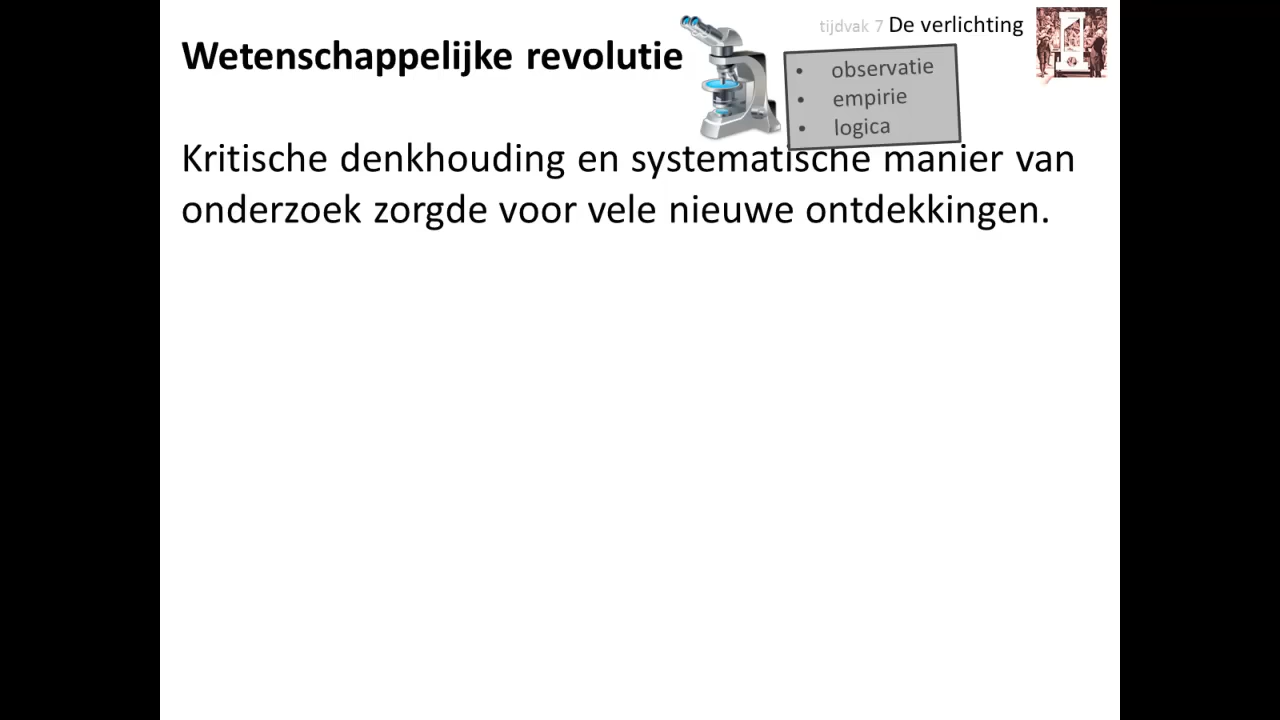 tijdvak 7 De verlichting
Wetenschappelijke revolutie
• observatie
• empirie
• logica
Kritische denkhouding en systematische manier van
onderzoek zorgde voor vele nieuwe ontdekkingen.